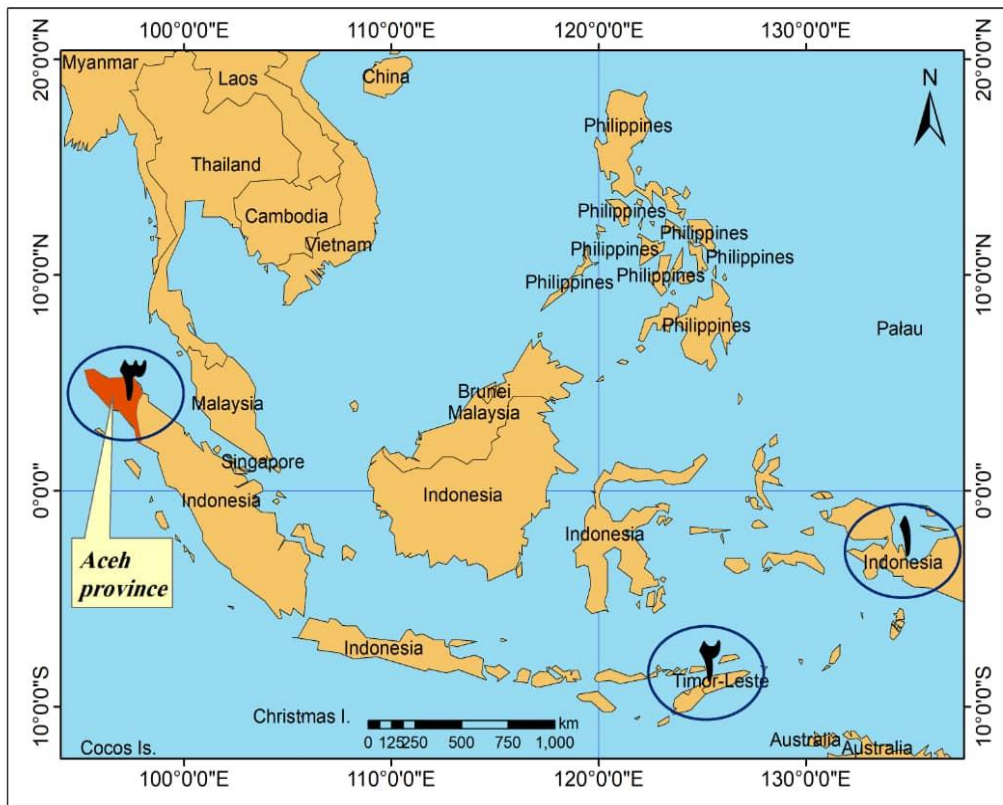 100°0'0"E 110°0'0"E 120°0'0"E 130°0'0"E
20°0'0"N
20°0'0"N
Myanmar
Laos
China
N
Philippines
Thailand
Cambodia
Philippines
Vietnam
Philippines
Philippines
Philippines
10°0'0"N
10°0'0"N
Philippines
Philippines
Philippines
Palau
٣
Brunei
Malaysia
Malaysia
Singapore
Indonesia
Indonesia
0°0'0"
0°0'0"
Indonesia
١
Indonesia
Aceh
province
Indonesia
٢
Timor-Leste
10°0'0"S
10°0'0"S
Christmas I.
km
0 125 250 500 750 1,000
Cocos Is.
Australia
Australia
100°0'0"E 110°0'0"E 120°0'0"E 130°0'0"E